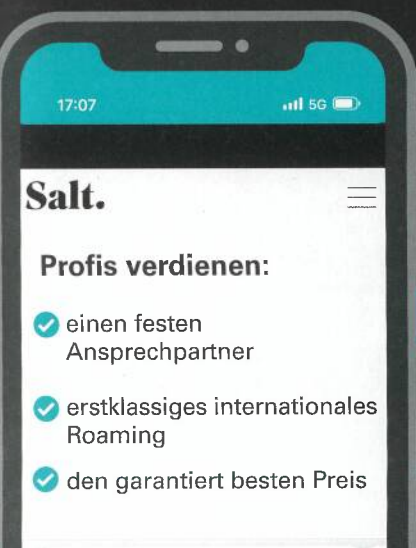 17:07
5G
Salt.
Profis verdienen:
einen festen
Ansprechpartner
erstklassiges internationales
Roaming
den garantiert besten Preis